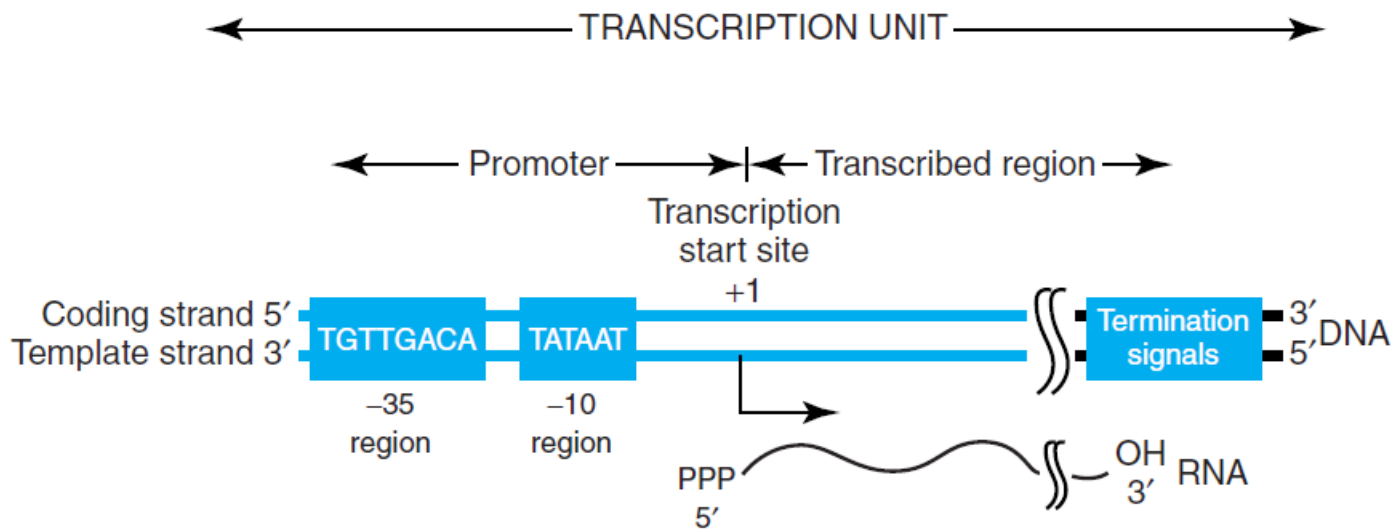 TRANSCRIPTION UNIT
Promoter Transcribed region
Transcription
start site
+1
Coding strand 5′ 3′
Template strand 3′ 5′
DNA
TGTTGACA TATAAT
Termination
signals
−35 −10
region region
PPP
5′
OH
3′
RNA